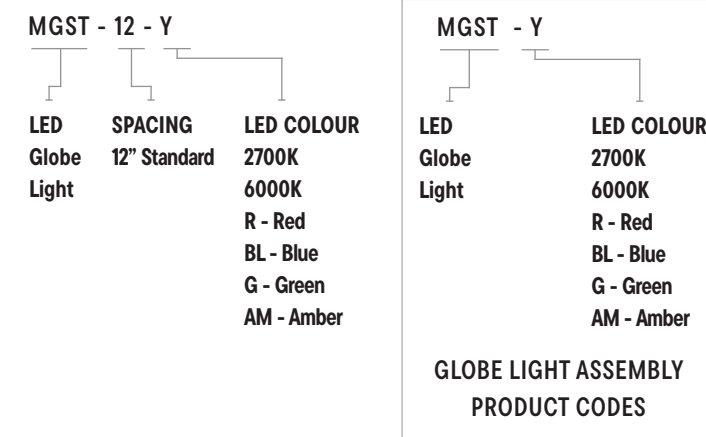 MGST - 12 - Y
LED SPACING LED COLOUR
Globe 12” Standard 2700K
Light 6000K
R - Red
BL - Blue
G - Green
AM - Amber
MGST - Y
LED LED COLOUR
Globe 2700K
Light 6000K
R - Red
BL - Blue
G - Green
AM - Amber
GLOBE LIGHT ASSEMBLY
PRODUCT CODES